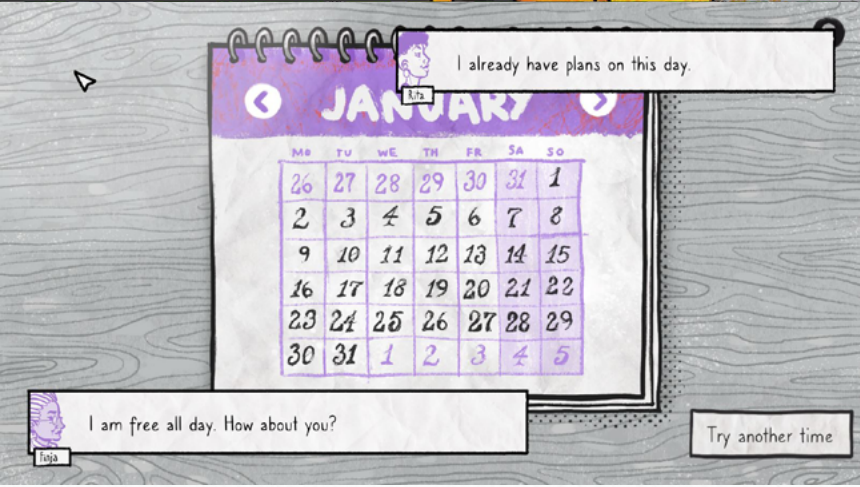 I already have plans on this day.
Rita
JANUARY
MO TU WE TH FR SA SO
26 27 28 29 30 31 1
2 3 4 5 6 7 8
9 10 11 12 13 14 15
16 17 18 19 20 21 22
23 24 25 26 27 28 29
30 31 1 2 3 4 5
I am free all day. How about you?
Finja
Try another time